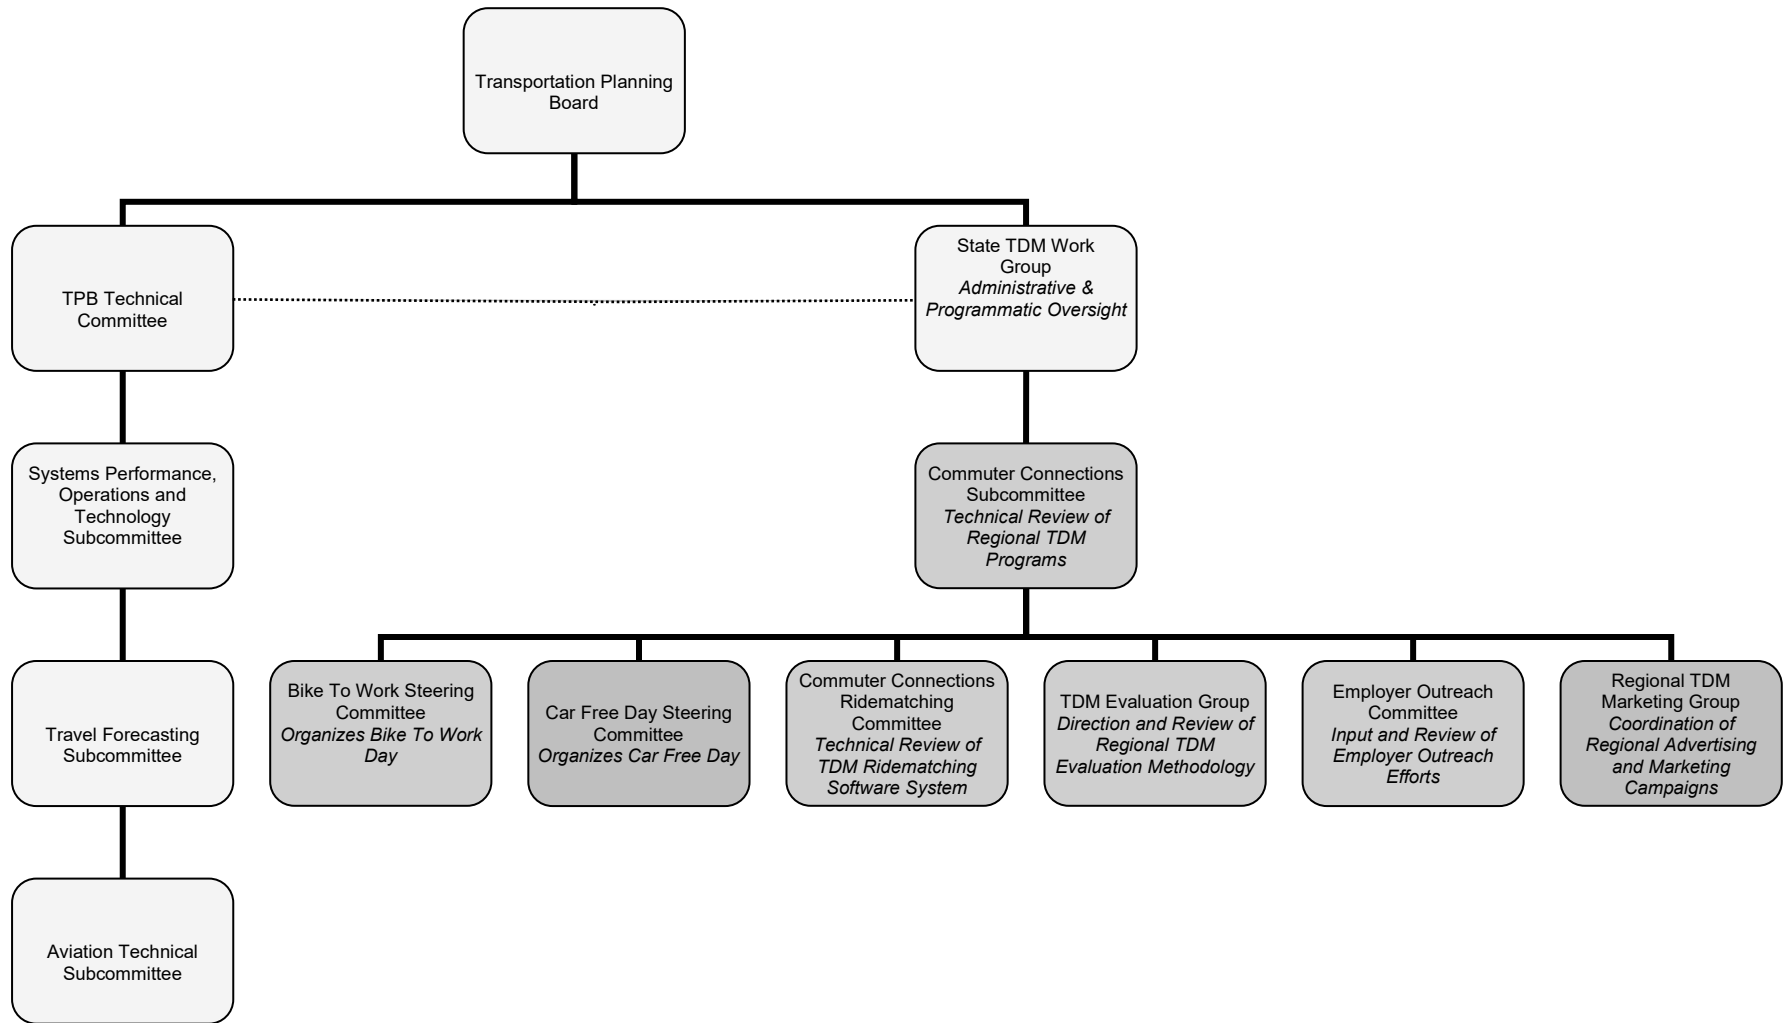 Transportation Planning
Board
TPB Technical
Committee
State TDM Work
Group
Administrative &
Programmatic Oversight
Systems Performance,
Operations and
Technology
Subcommittee
Commuter Connections
Subcommittee
Technical Review of
Regional TDM
Programs
Travel Forecasting
Subcommittee
Bike To Work Steering
Committee
Organizes Bike To Work
Day
Car Free Day Steering
Committee
Organizes Car Free Day
Commuter Connections
Ridematching
Committee
Technical Review of
TDM Ridematching
Software System
TDM Evaluation Group
Direction and Review of
Regional TDM
Evaluation Methodology
Employer Outreach
Committee
Input and Review of
Employer Outreach
Efforts
Regional TDM
Marketing Group
Coordination of
Regional Advertising
and Marketing
Campaigns
Aviation Technical
Subcommittee